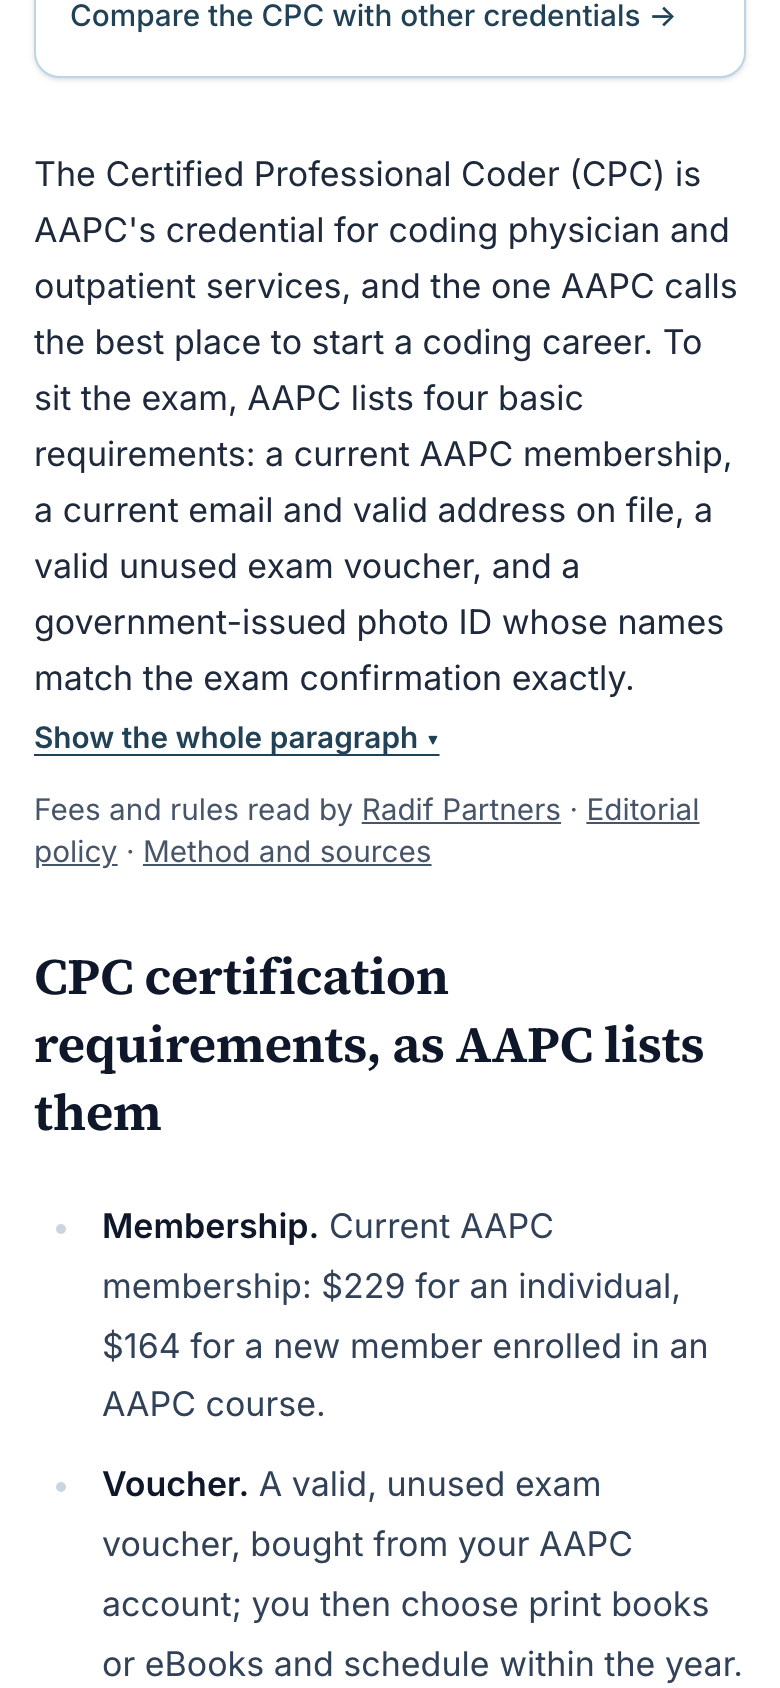 Compare the CPC with other credentials →
The Certified Professional Coder (CPC) is
AAPC's credential for coding physician and
outpatient services, and the one AAPC calls
the best place to start a coding career. To
sit the exam, AAPC lists four basic
requirements: a current AAPC membership,
a current email and valid address on file, a
valid unused exam voucher, and a
government-issued photo ID whose names
match the exam confirmation exactly.
Show the whole paragraph ▾
Fees and rules read by Radif Partners · Editorial
policy · Method and sources
CPC certification
requirements, as AAPC lists
them
• Membership. Current AAPC
membership: $229 for an individual,
$164 for a new member enrolled in an
AAPC course.
• Voucher. A valid, unused exam
voucher, bought from your AAPC
account; you then choose print books
or eBooks and schedule within the year.